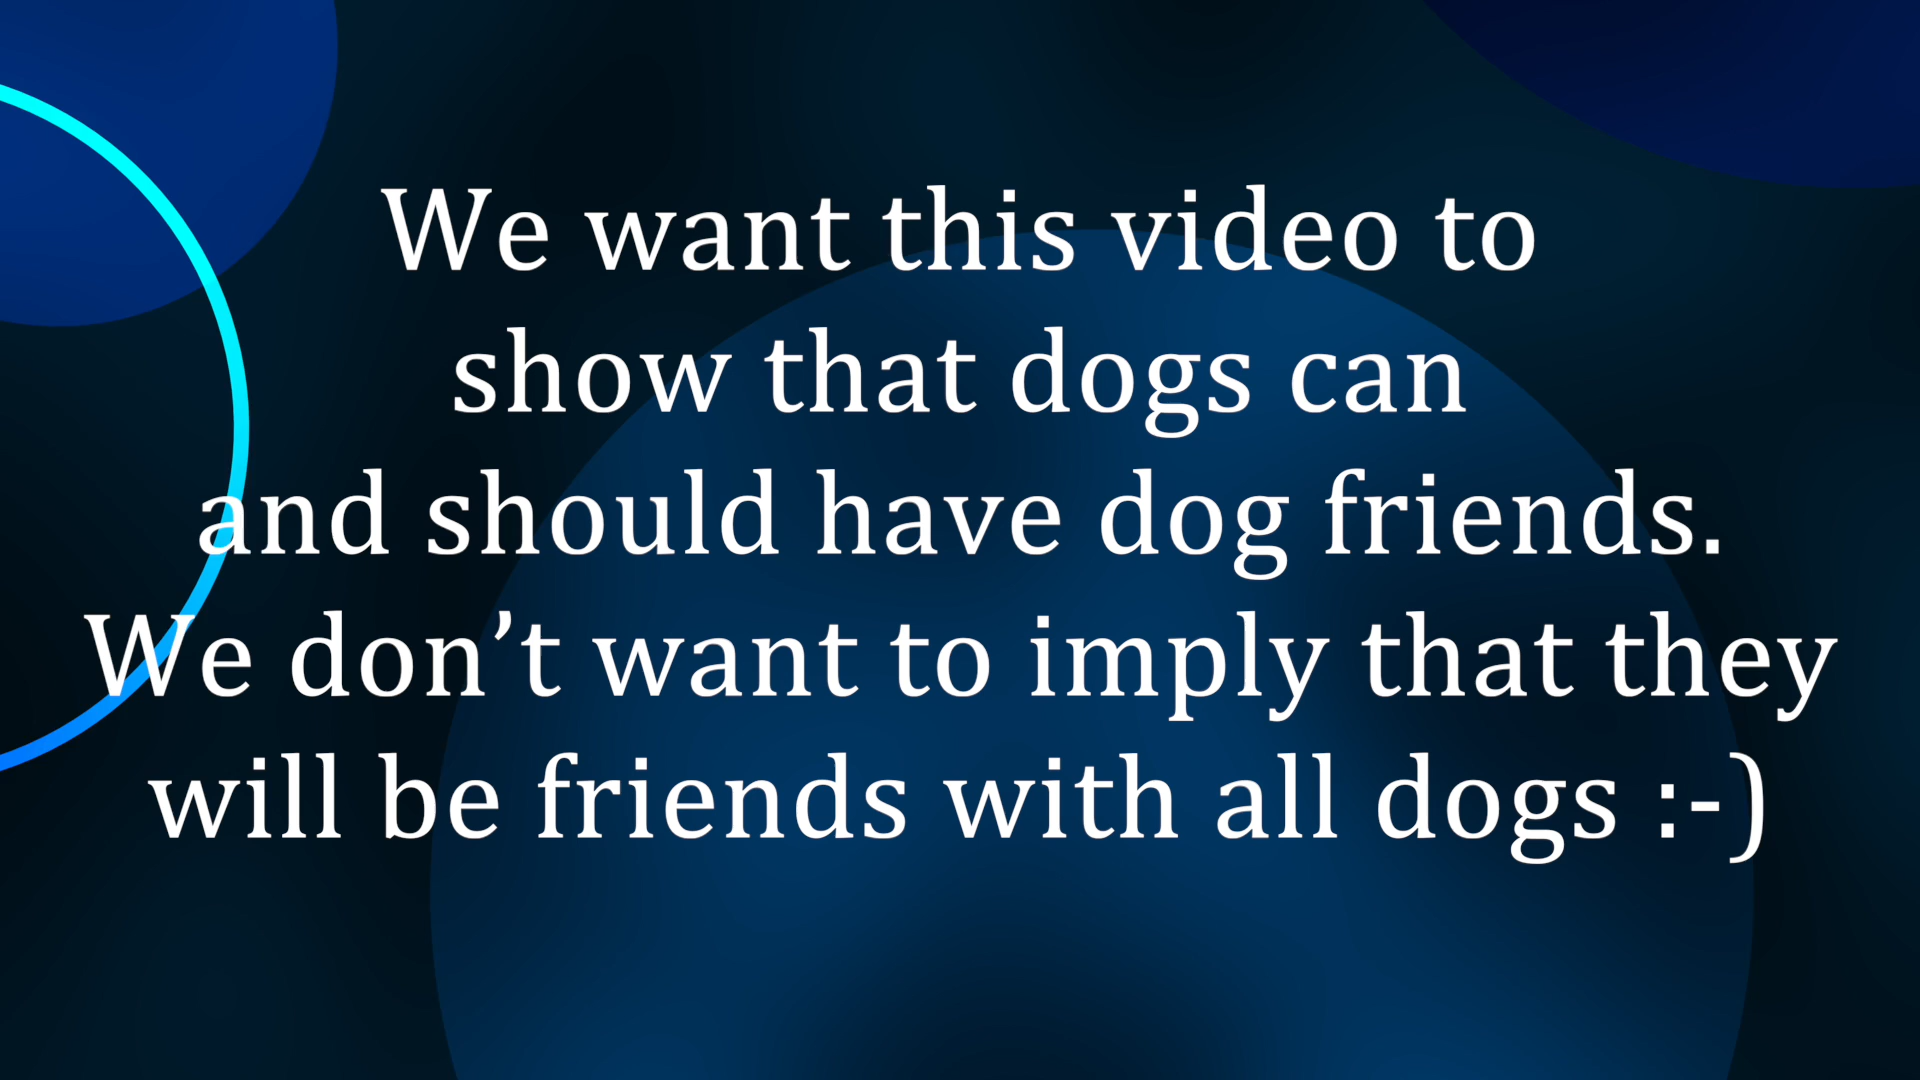 We want this video to
show that dogs can
and should have dog friends.
We don’t want to imply that they
will be friends with all dogs :-)